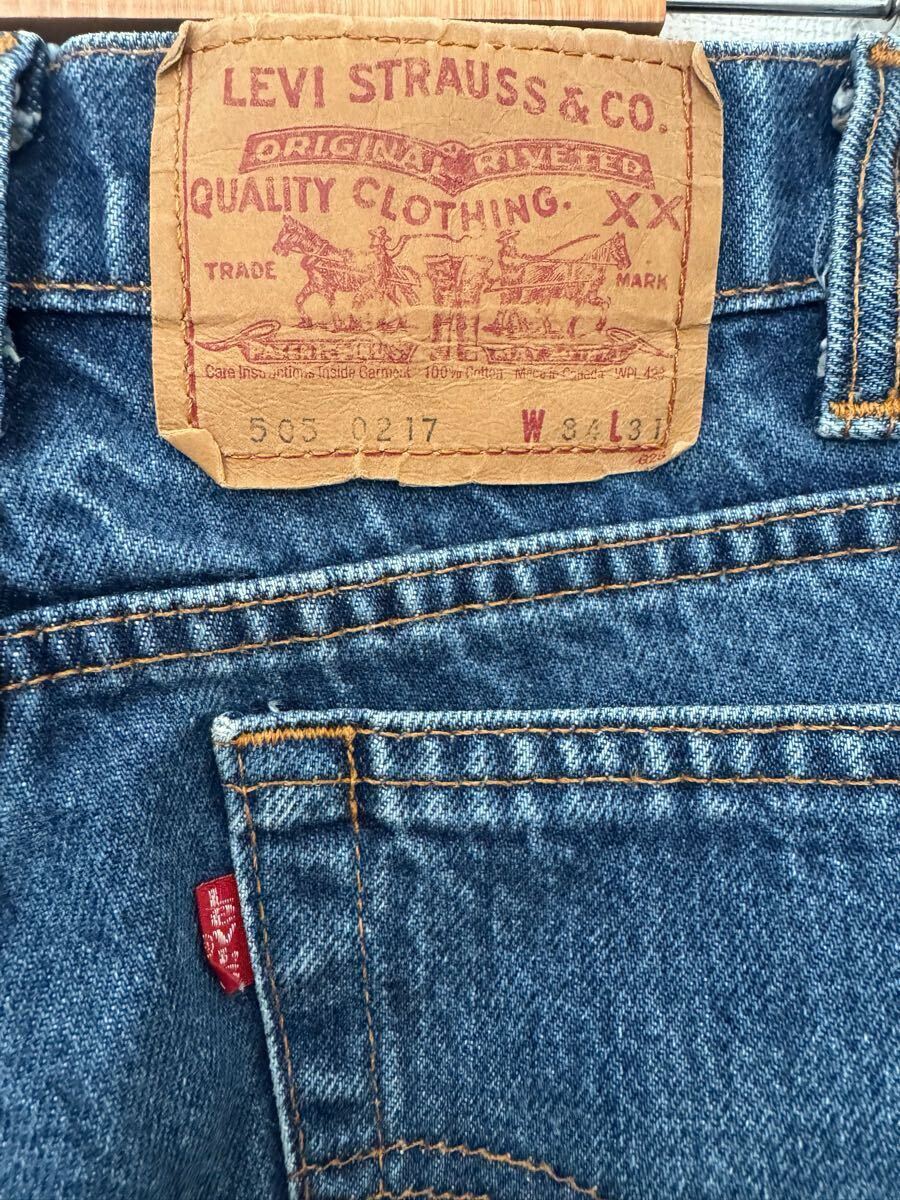 LEVI STRAUSS & CO.
ORIGINAL RIVETED
QUALITY CLOTHING. XX
TRADE MARK
Care Instructions Inside Garment 100% Cotton Made in Canada WPL 423
505 0217 W 34 L 31
LEVI'S